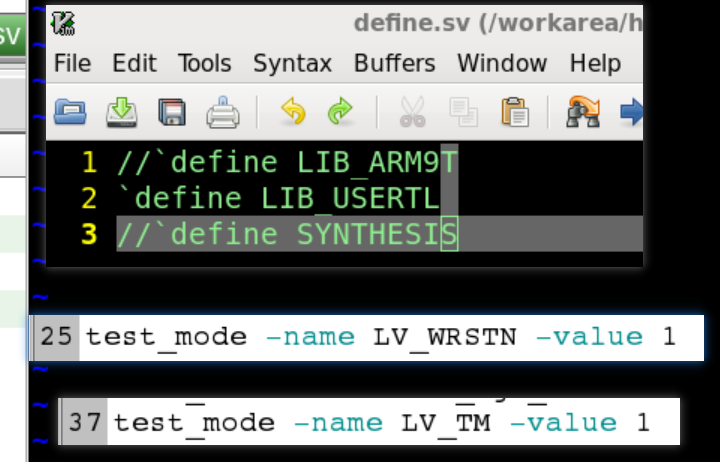 sv
define.sv (/workarea/h
File Edit Tools Syntax Buffers Window Help
1 //`define LIB_ARM9T
2 `define LIB_USERTL
3 //`define SYNTHESIS
~
25 test_mode -name LV_WRSTN -value 1
~
~
37 test_mode -name LV_TM -value 1
~